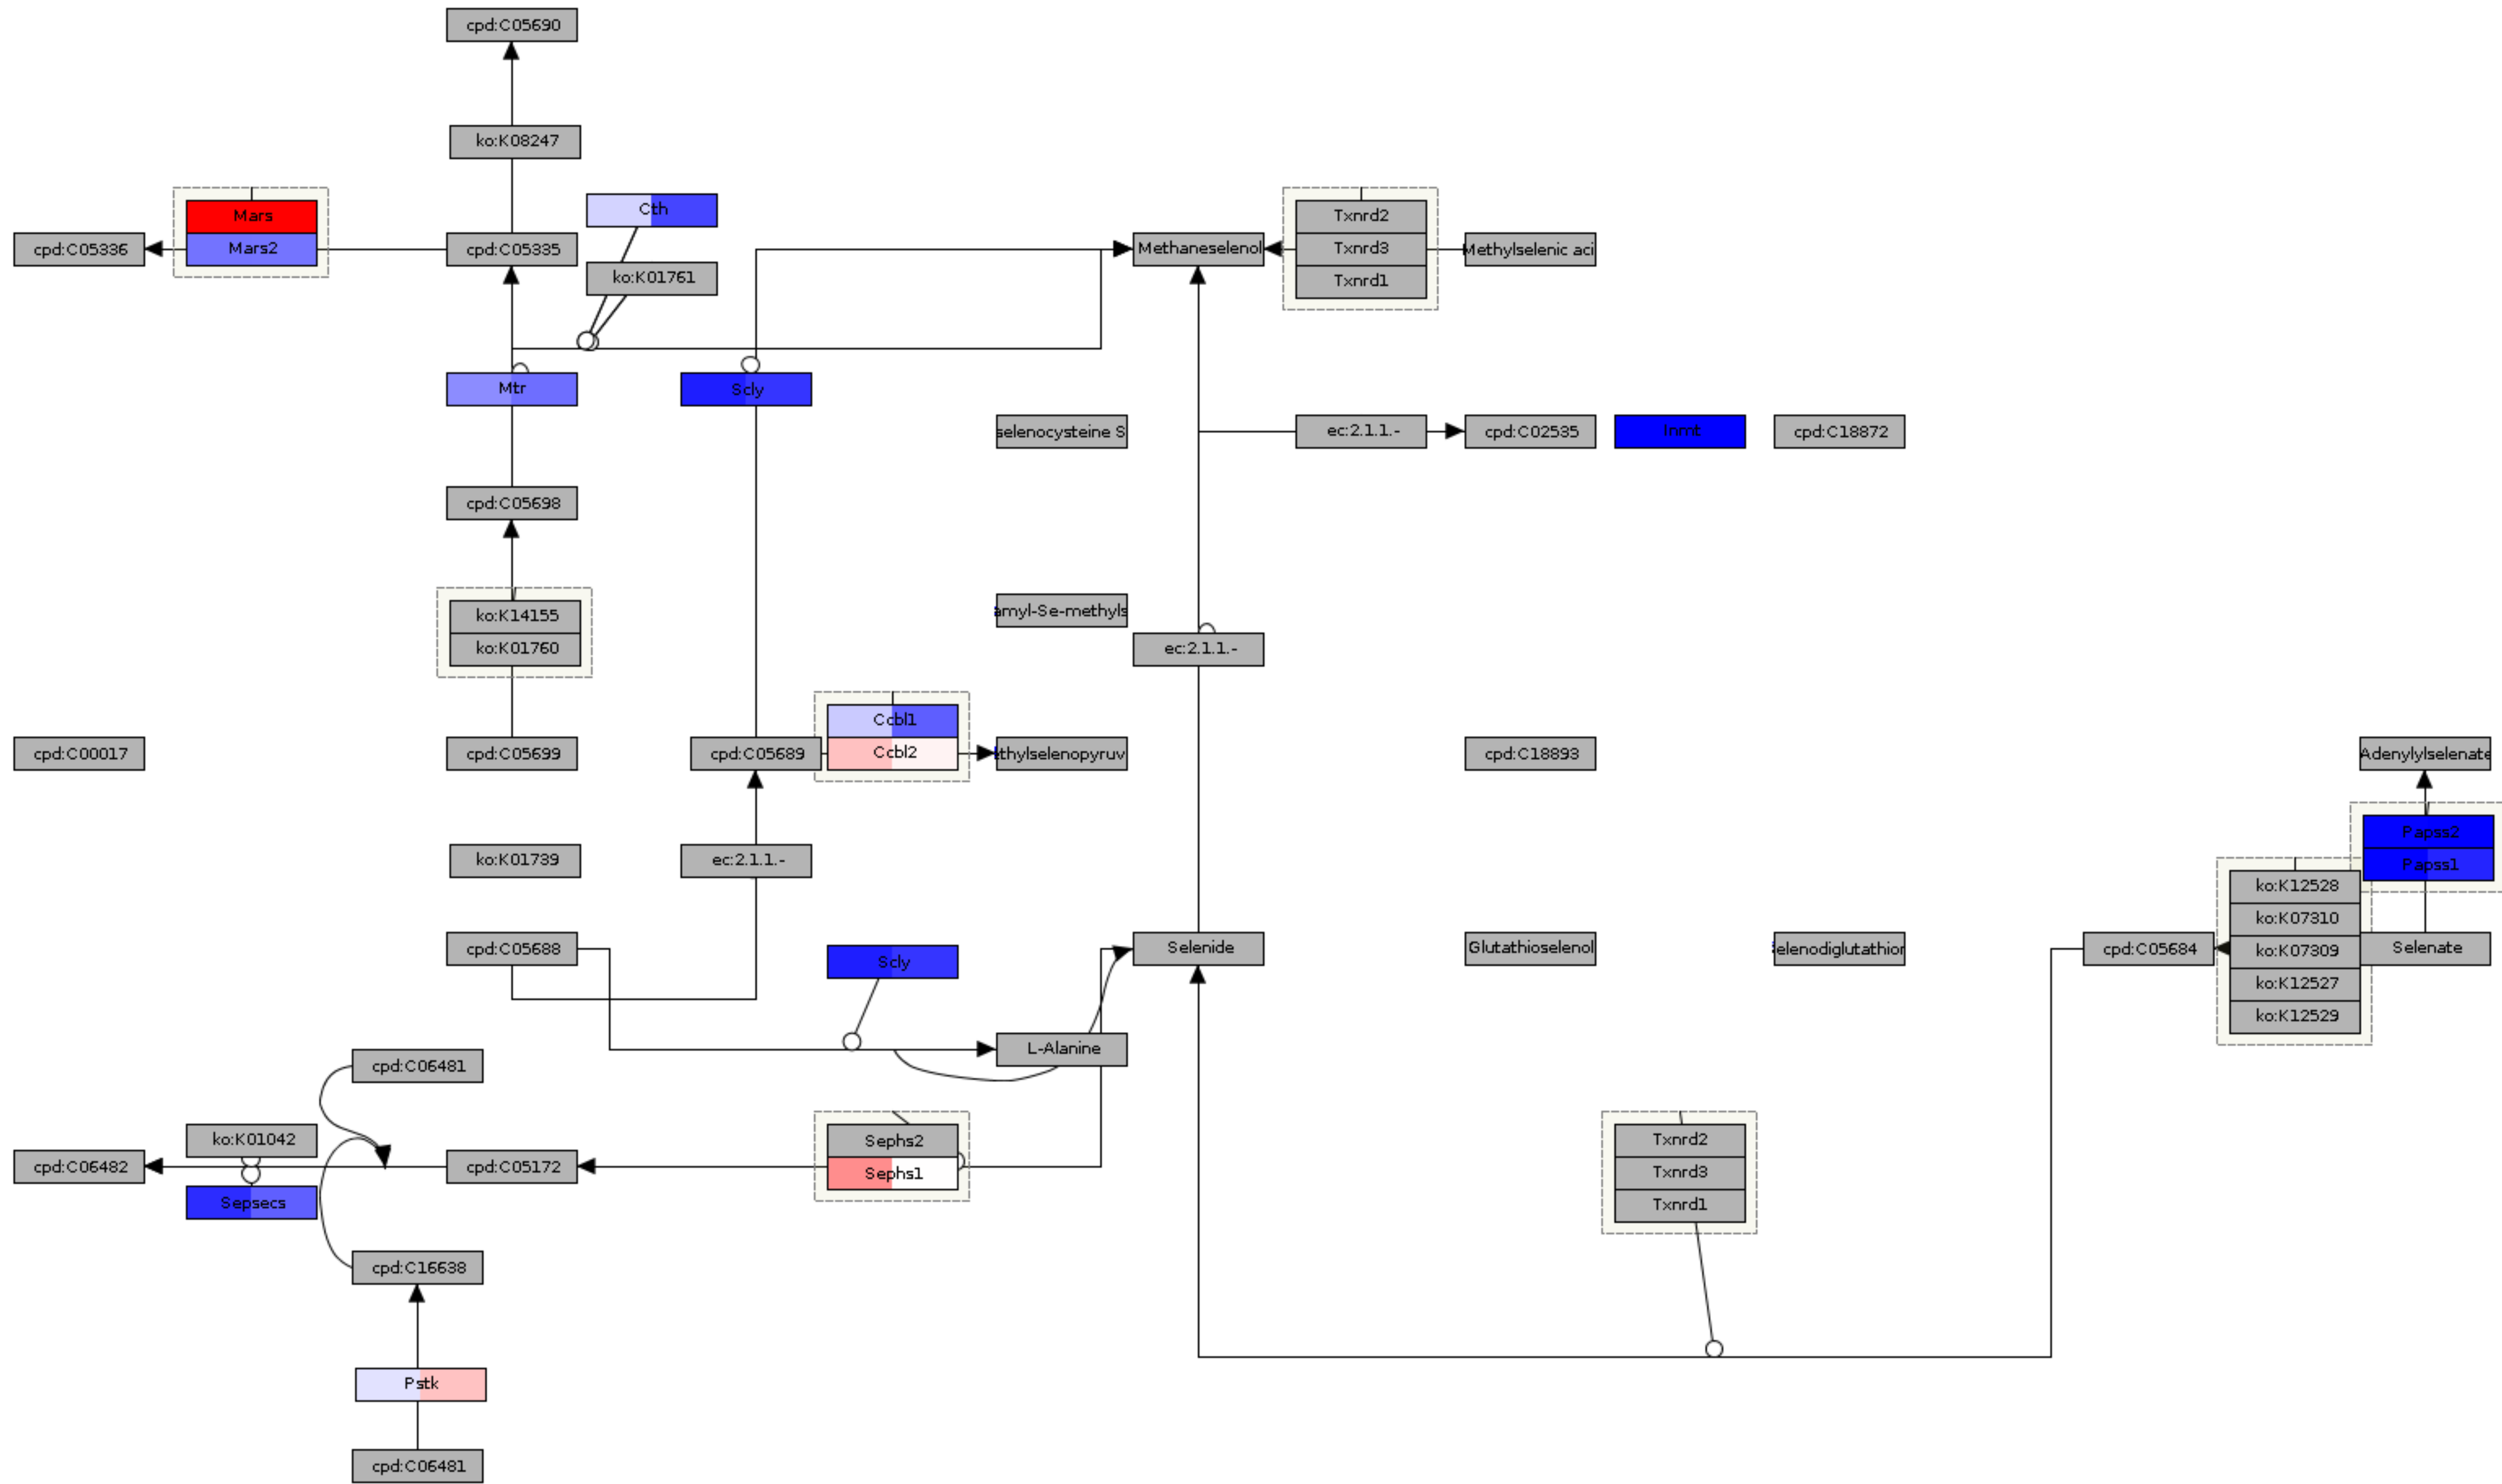 cpd:C05690
ko:K08247
Cth
Mars
Txnrd2
cpd:C05336
Mars2
cpd:C05335
Methaneselenol
Txnrd3
Methylselenic aci
ko:K01761
Txnrd1
Mtr
Scly
selenocysteine S
ec:2.1.1.-
cpd:C02535
Inmt
cpd:C18872
cpd:C05698
ko:K14155
amyl-Se-methyls
ko:K01760
ec:2.1.1.-
Ccbl1
cpd:C00017
cpd:C05699
cpd:C05689
Ccbl2
thylselenopyruv
cpd:C18893
Adenylylselenate
Papss2
ko:K01739
ec:2.1.1.-
Papss1
ko:K12528
ko:K07310
cpd:C05688
Scly
Selenide
Glutathioselenol
elenodiglutathior
cpd:C05684
ko:K07309
Selenate
ko:K12527
ko:K12529
L-Alanine
cpd:C06481
ko:K01042
Sephs2
Txnrd2
cpd:C06482
cpd:C05172
Sephs1
Txnrd3
Sepsecs
Txnrd1
cpd:C16638
Pstk
cpd:C06481